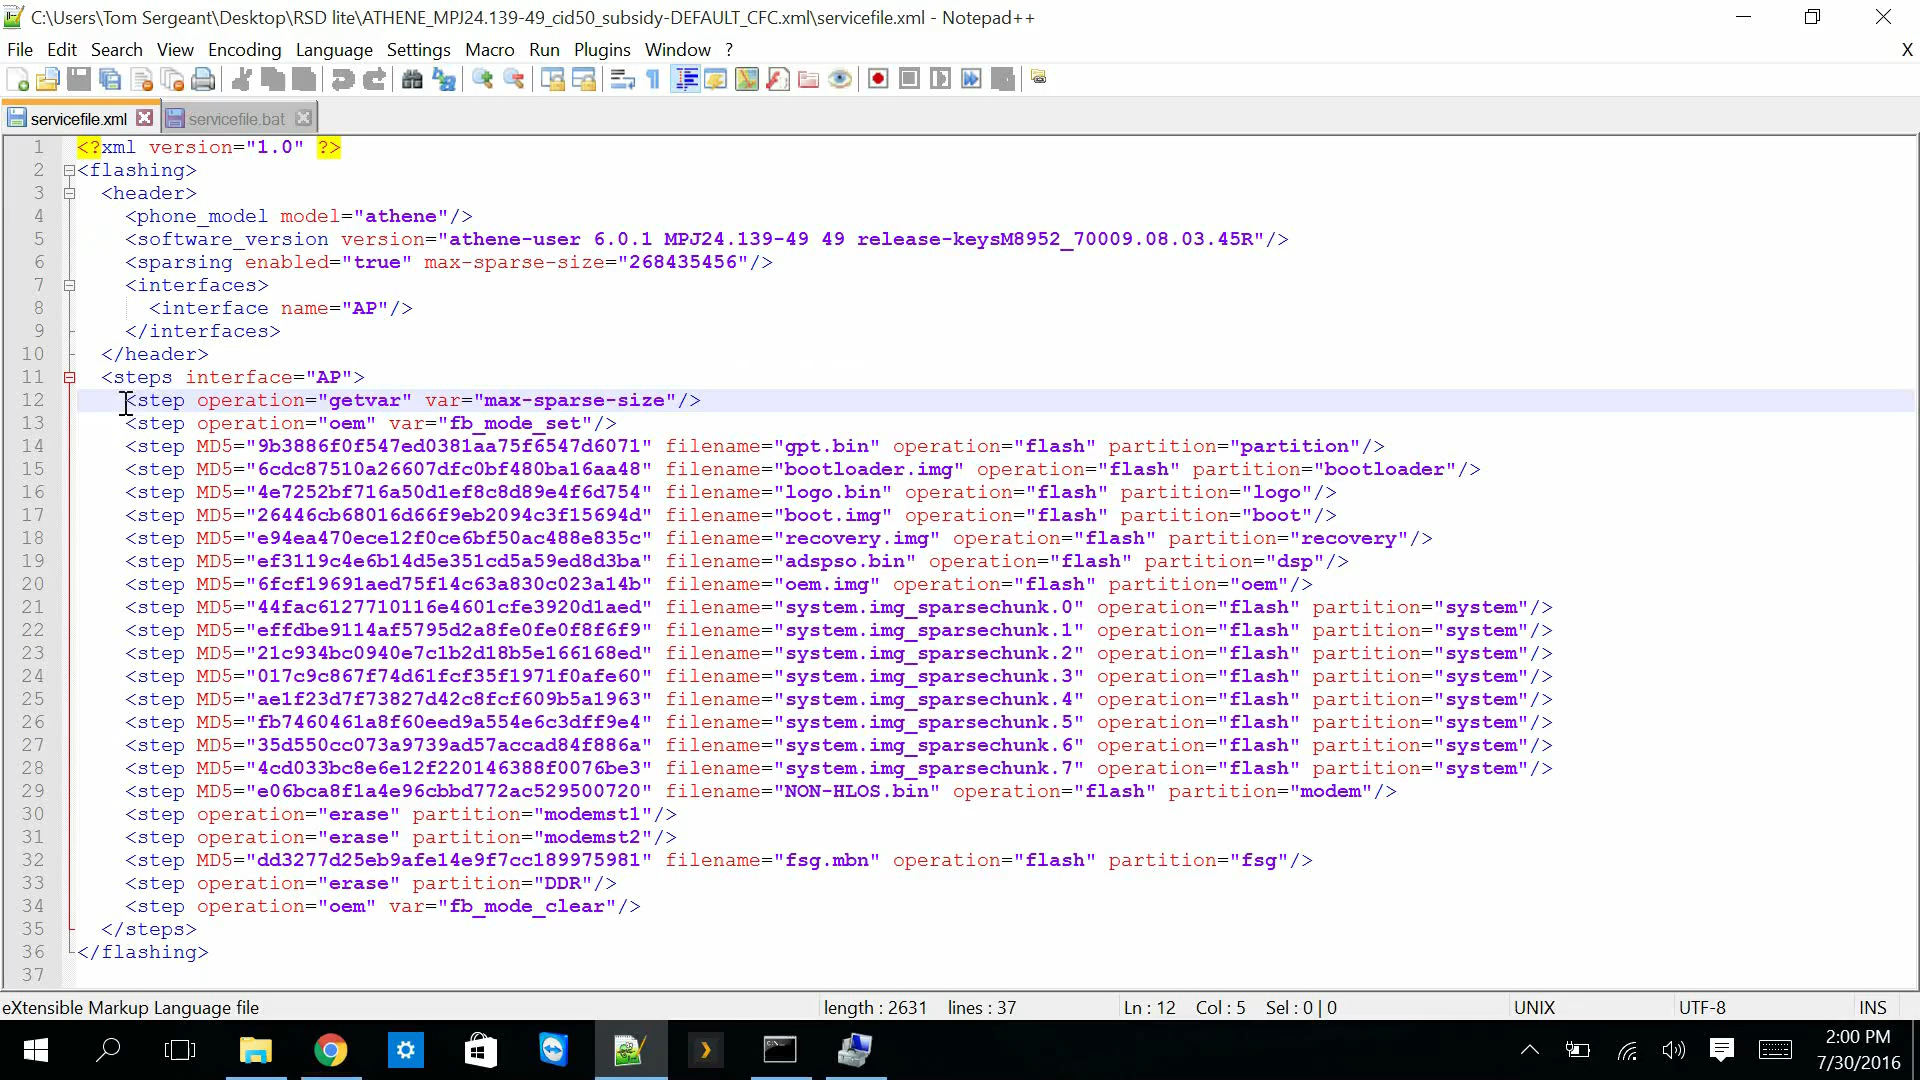 C:\Users\Tom Sergeant\Desktop\RSD lite\ATHENE_MPJ24.139-49_cid50_subsidy-DEFAULT_CFC.xml\servicefile.xml - Notepad++
File Edit Search View Encoding Language Settings Macro Run Plugins Window ? X
servicefile.xml servicefile.bat
1 <?xml version="1.0" ?>
2 <flashing>
3 <header>
4 <phone_model model="athene"/>
5 <software_version version="athene-user 6.0.1 MPJ24.139-49 49 release-keysM8952_70009.08.03.45R"/>
6 <sparsing enabled="true" max-sparse-size="268435456"/>
7 <interfaces>
8 <interface name="AP"/>
9 </interfaces>
10 </header>
11 <steps interface="AP">
12 <step operation="getvar" var="max-sparse-size"/>
13 <step operation="oem" var="fb_mode_set"/>
14 <step MD5="9b3886f0f547ed0381aa75f6547d6071" filename="gpt.bin" operation="flash" partition="partition"/>
15 <step MD5="6cdc87510a26607dfc0bf480ba16aa48" filename="bootloader.img" operation="flash" partition="bootloader"/>
16 <step MD5="4e7252bf716a50d1ef8c8d89e4f6d754" filename="logo.bin" operation="flash" partition="logo"/>
17 <step MD5="26446cb68016d66f9eb2094c3f15694d" filename="boot.img" operation="flash" partition="boot"/>
18 <step MD5="e94ea470ece12f0ce6bf50ac488e835c" filename="recovery.img" operation="flash" partition="recovery"/>
19 <step MD5="ef3119c4e6b14d5e351cd5a59ed8d3ba" filename="adspso.bin" operation="flash" partition="dsp"/>
20 <step MD5="6fcf19691aed75f14c63a830c023a14b" filename="oem.img" operation="flash" partition="oem"/>
21 <step MD5="44fac6127710116e4601cfe3920d1aed" filename="system.img_sparsechunk.0" operation="flash" partition="system"/>
22 <step MD5="effdbe9114af5795d2a8fe0fe0f8f6f9" filename="system.img_sparsechunk.1" operation="flash" partition="system"/>
23 <step MD5="21c934bc0940e7c1b2d18b5e166168ed" filename="system.img_sparsechunk.2" operation="flash" partition="system"/>
24 <step MD5="017c9c867f74d61fcf35f1971f0afe60" filename="system.img_sparsechunk.3" operation="flash" partition="system"/>
25 <step MD5="ae1f23d7f73827d42c8fcf609b5a1963" filename="system.img_sparsechunk.4" operation="flash" partition="system"/>
26 <step MD5="fb7460461a8f60eed9a554e6c3dff9e4" filename="system.img_sparsechunk.5" operation="flash" partition="system"/>
27 <step MD5="35d550cc073a9739ad57accad84f886a" filename="system.img_sparsechunk.6" operation="flash" partition="system"/>
28 <step MD5="4cd033bc8e6e12f220146388f0076be3" filename="system.img_sparsechunk.7" operation="flash" partition="system"/>
29 <step MD5="e06bca8f1a4e96cbbd772ac529500720" filename="NON-HLOS.bin" operation="flash" partition="modem"/>
30 <step operation="erase" partition="modemst1"/>
31 <step operation="erase" partition="modemst2"/>
32 <step MD5="dd3277d25eb9afe14e9f7cc189975981" filename="fsg.mbn" operation="flash" partition="fsg"/>
33 <step operation="erase" partition="DDR"/>
34 <step operation="oem" var="fb_mode_clear"/>
35 </steps>
36 </flashing>
37
eXtensible Markup Language file length : 2631 lines : 37 Ln : 12 Col : 5 Sel : 0 | 0 UNIX UTF-8 INS
2:00 PM
7/30/2016